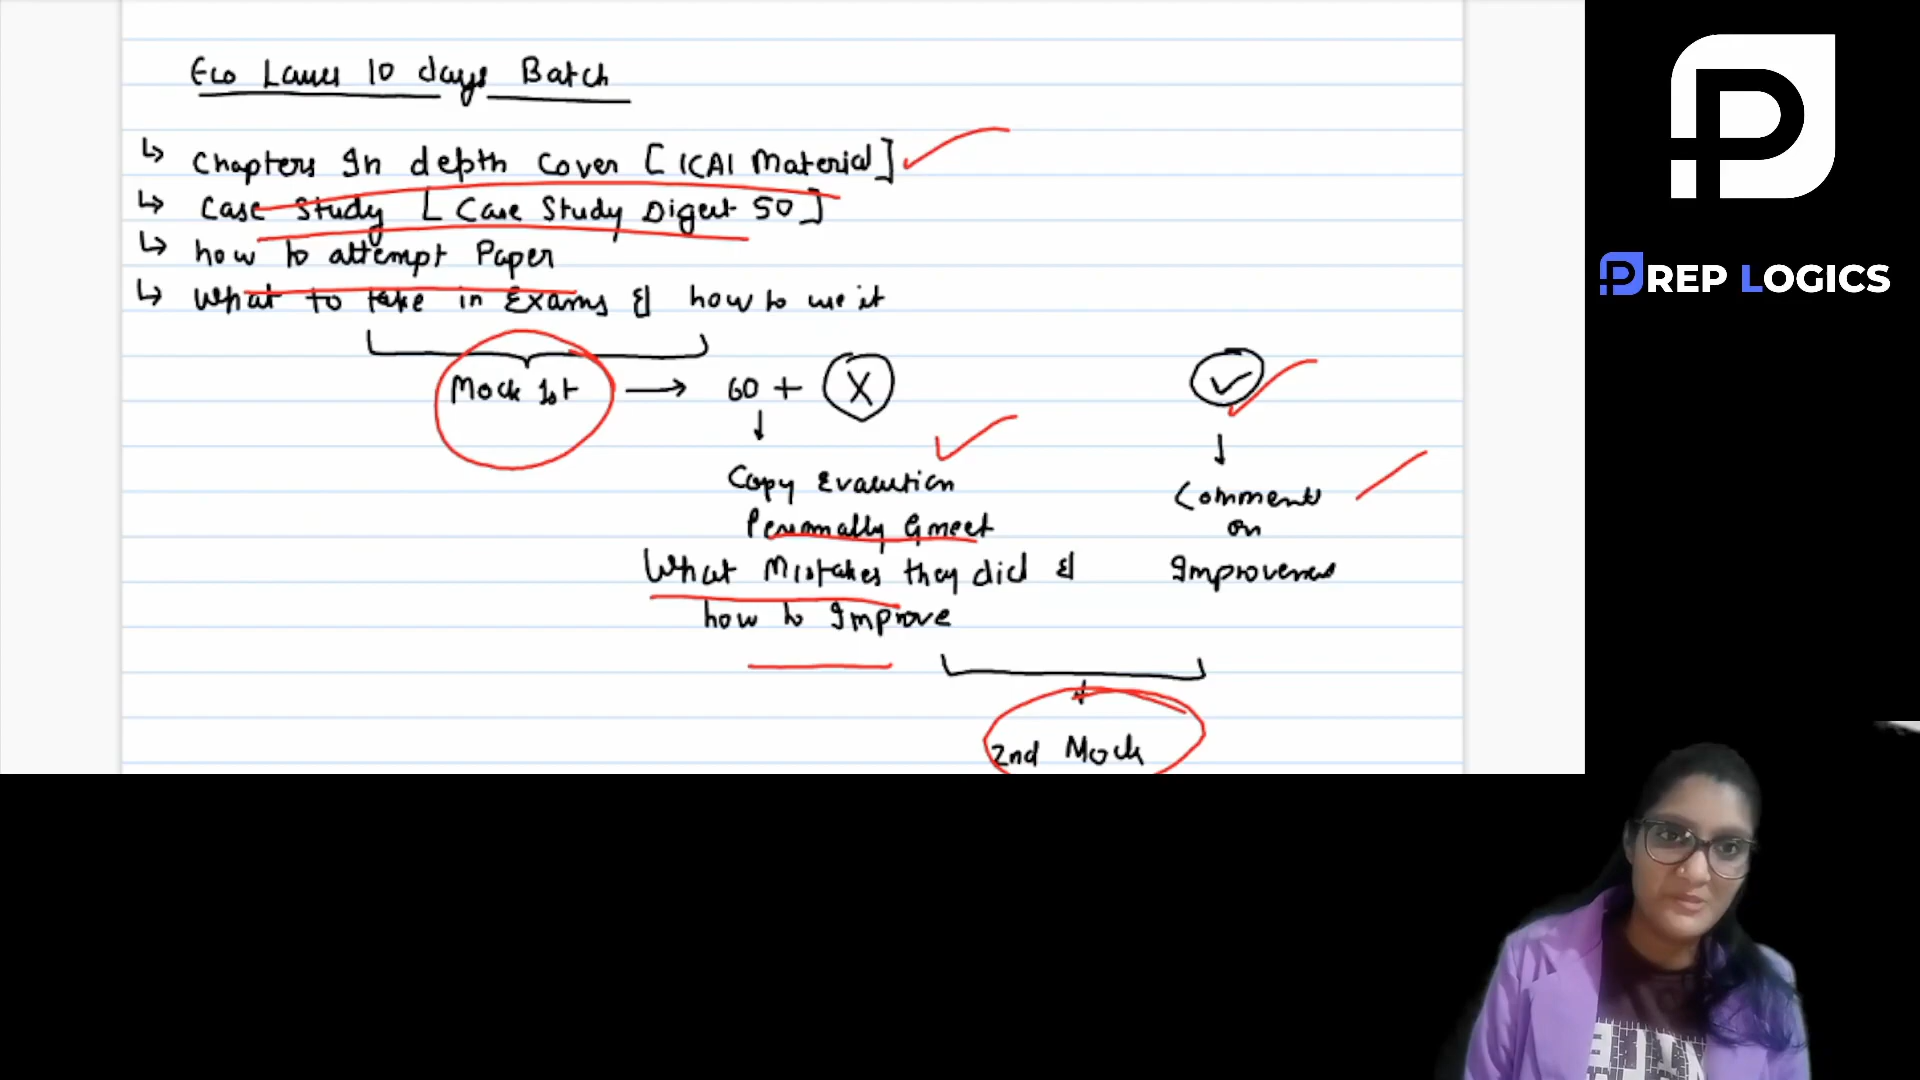 Eco Laws 10 days Batch
↳ Chapters In depth Cover [ICAI Material]
↳ Case Study [Case Study Digest 50]
↳ how to attempt Paper
↳ What to take in Exams & how to use it
Mock 1st → 60 + X ✓
Copy Evaluation
Personally Gmeet
What Mistakes they did &
how to Improve
Comments
on
Improvement
2nd Mock
PREP LOGICS